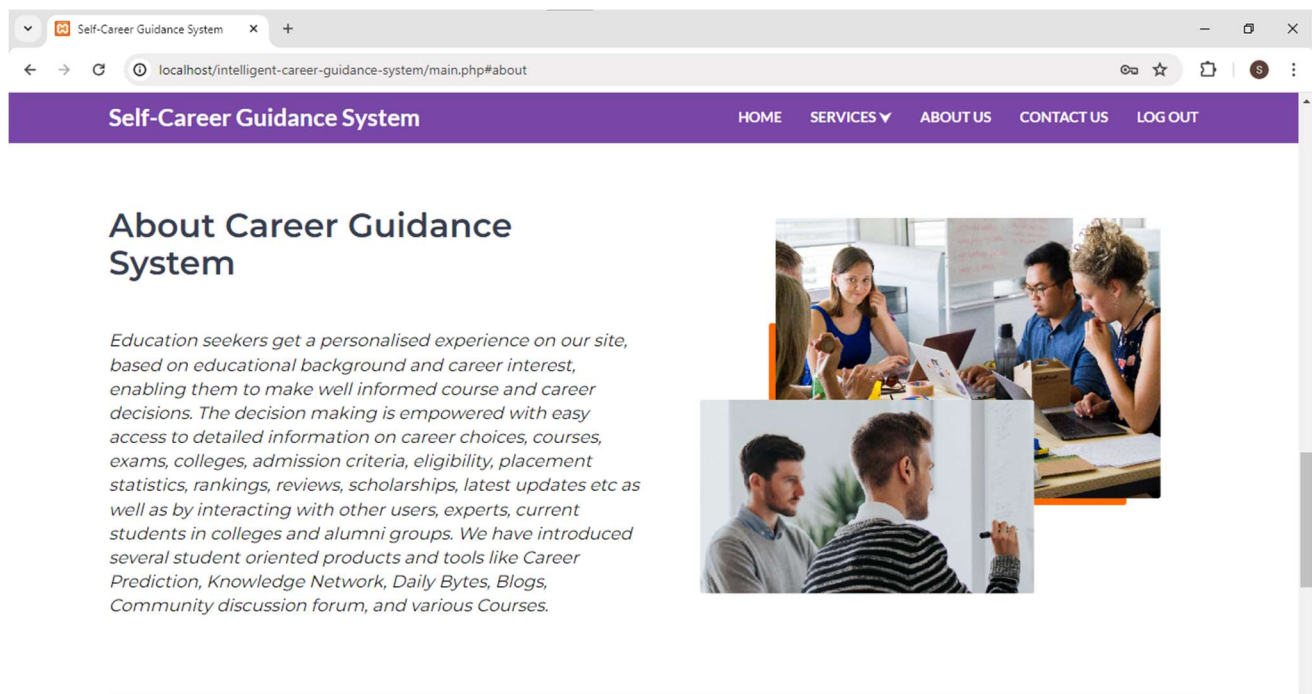 Self-Career Guidance System
localhost/intelligent-career-guidance-system/main.php#about
S
Self-Career Guidance System
HOME SERVICES ABOUT US CONTACT US LOG OUT
About Career Guidance
System
Education seekers get a personalised experience on our site,
based on educational background and career interest,
enabling them to make well informed course and career
decisions. The decision making is empowered with easy
access to detailed information on career choices, courses,
exams, colleges, admission criteria, eligibility, placement
statistics, rankings, reviews, scholarships, latest updates etc as
well as by interacting with other users, experts, current
students in colleges and alumni groups. We have introduced
several student oriented products and tools like Career
Prediction, Knowledge Network, Daily Bytes, Blogs,
Community discussion forum, and various Courses.